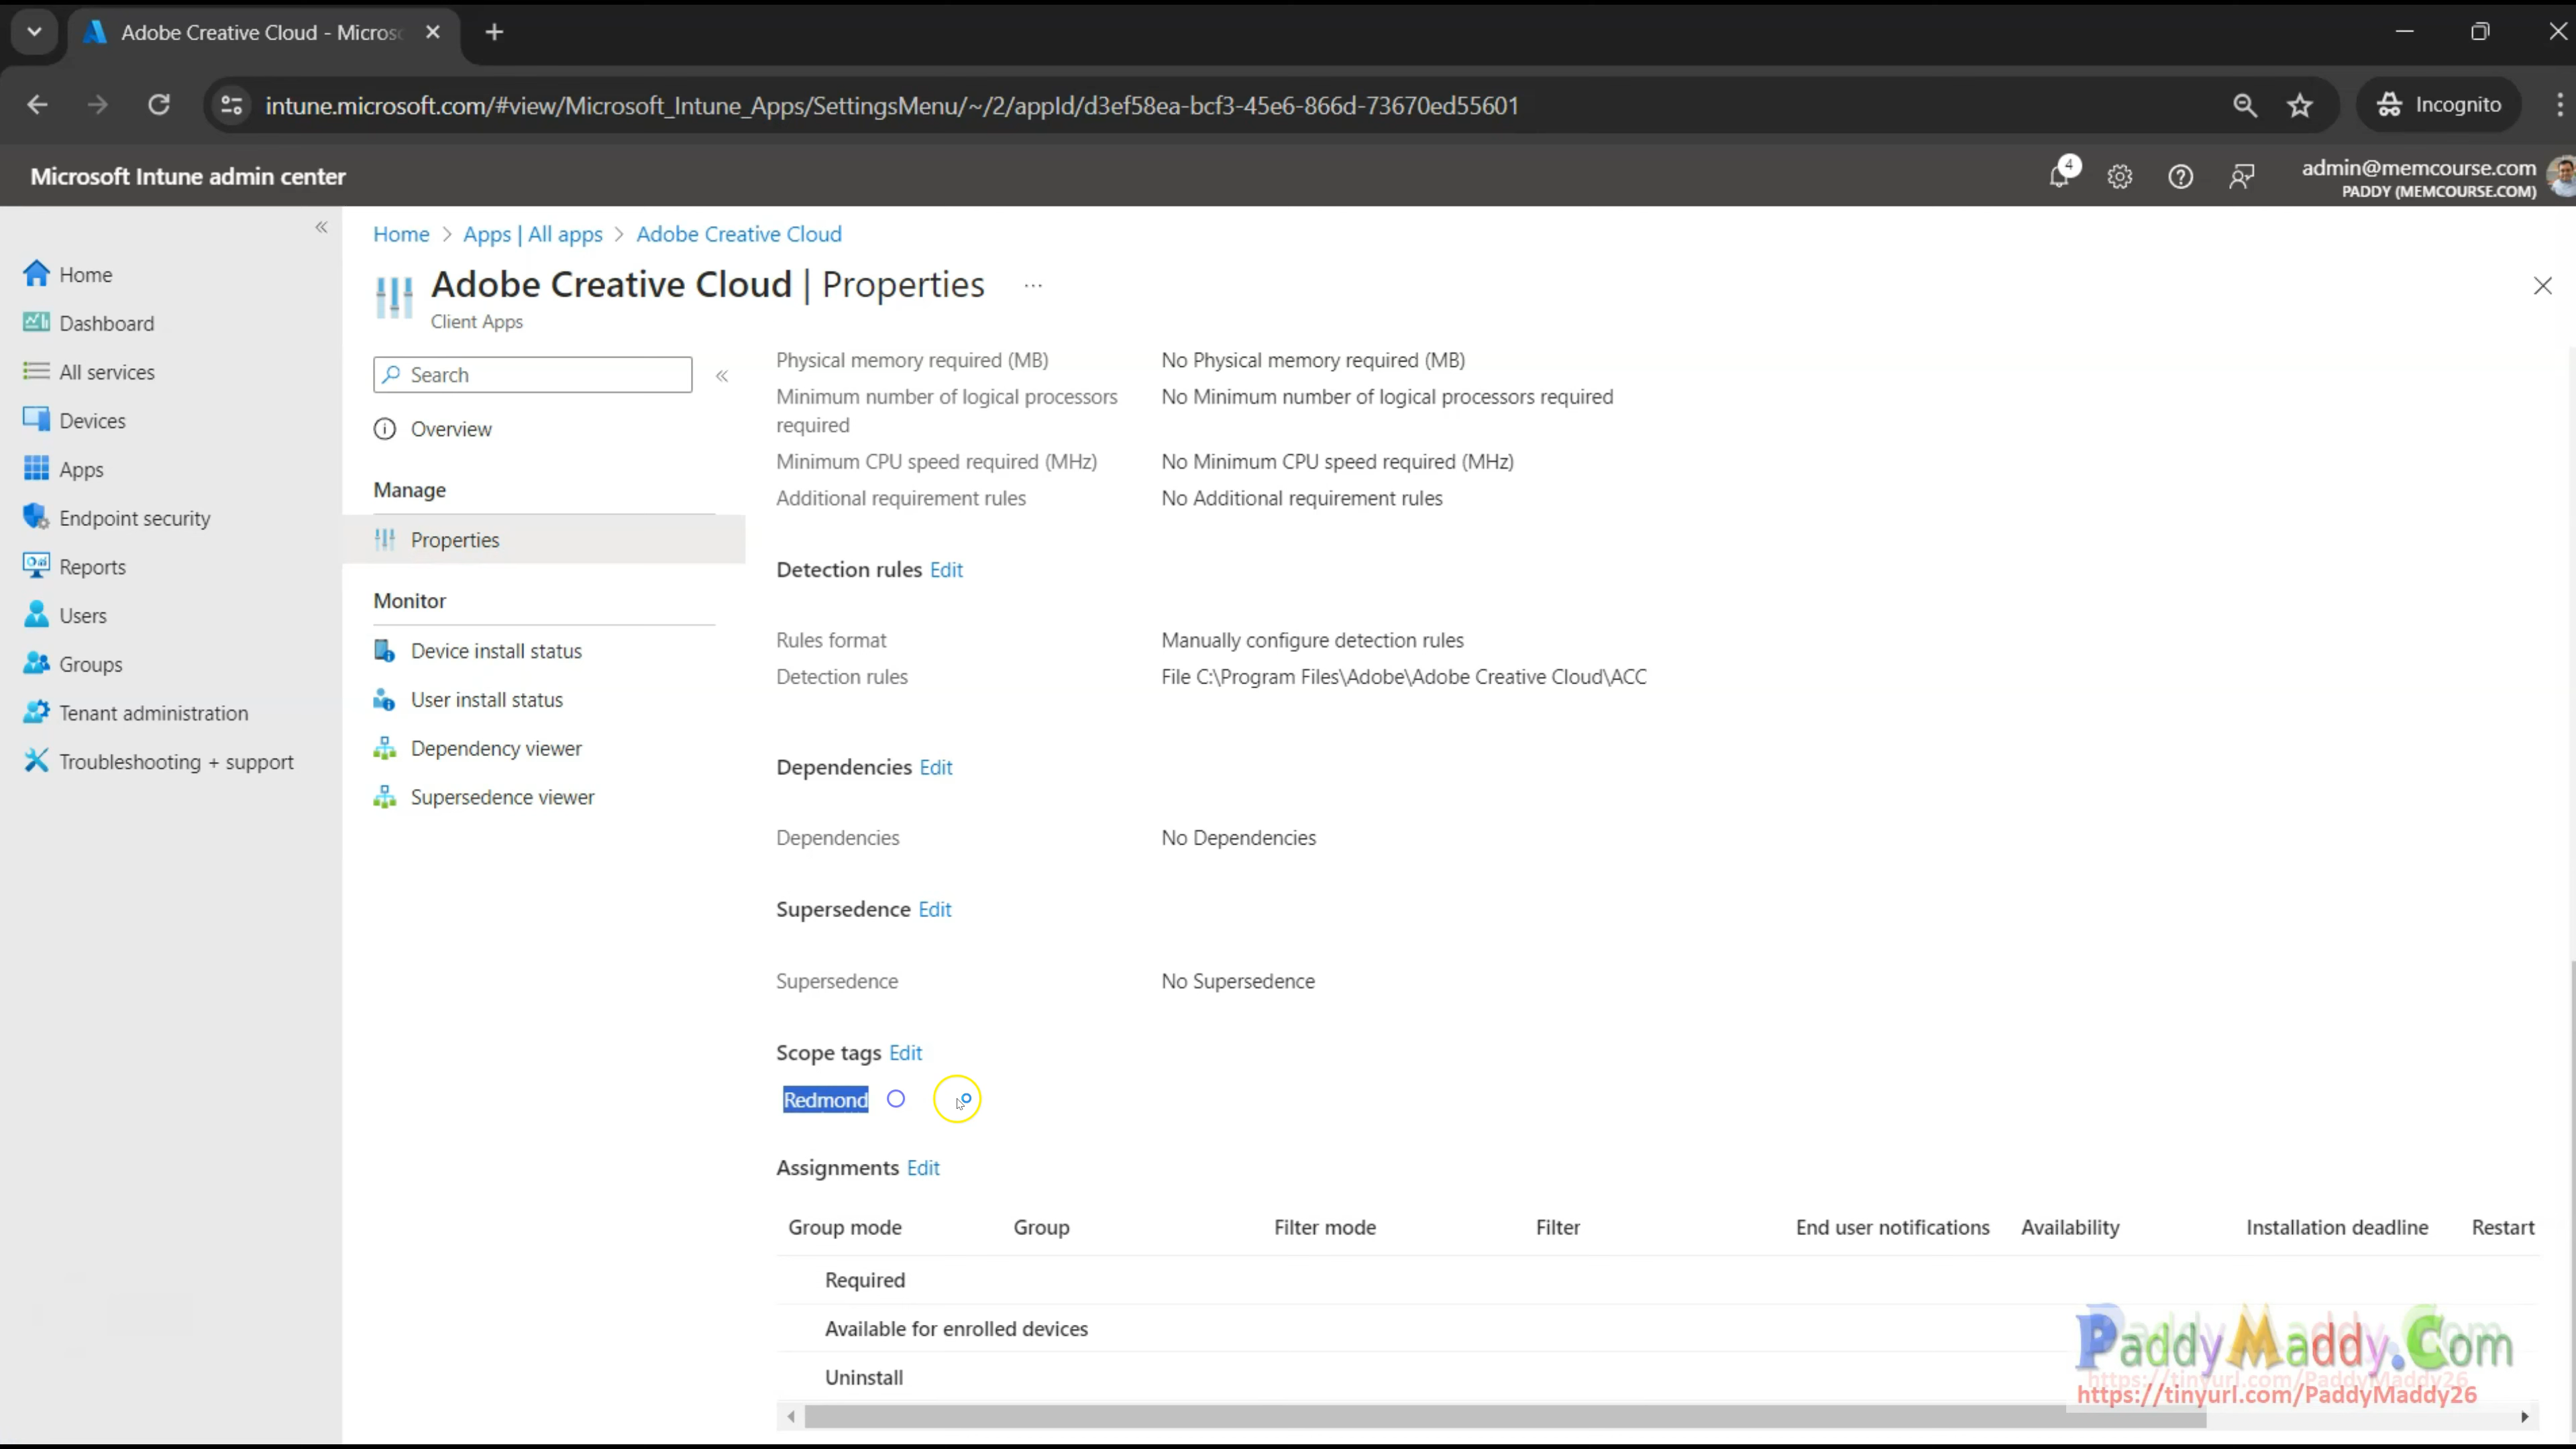 Adobe Creative Cloud - Micros
intune.microsoft.com/#view/Microsoft_Intune_Apps/SettingsMenu/~/2/appId/d3ef58ea-bcf3-45e6-866d-73670ed55601
Incognito
Microsoft Intune admin center
4
admin@memcourse.com
PADDY (MEMCOURSE.COM)
Home
Dashboard
All services
Devices
Apps
Endpoint security
Reports
Users
Groups
Tenant administration
Troubleshooting + support
Home > Apps | All apps > Adobe Creative Cloud
Adobe Creative Cloud | Properties ...
Client Apps
Search
Overview
Manage
Properties
Monitor
Device install status
User install status
Dependency viewer
Supersedence viewer
Physical memory required (MB) No Physical memory required (MB)
Minimum number of logical processors No Minimum number of logical processors required
required
Minimum CPU speed required (MHz) No Minimum CPU speed required (MHz)
Additional requirement rules No Additional requirement rules
Detection rules Edit
Rules format Manually configure detection rules
Detection rules File C:\Program Files\Adobe\Adobe Creative Cloud\ACC
Dependencies Edit
Dependencies No Dependencies
Supersedence Edit
Supersedence No Supersedence
Scope tags Edit
Redmond
Assignments Edit
Group mode Group Filter mode Filter End user notifications Availability Installation deadline Restart
Required
Available for enrolled devices
Uninstall
PaddyMaddy.Com
https://tinyurl.com/PaddyMaddy26